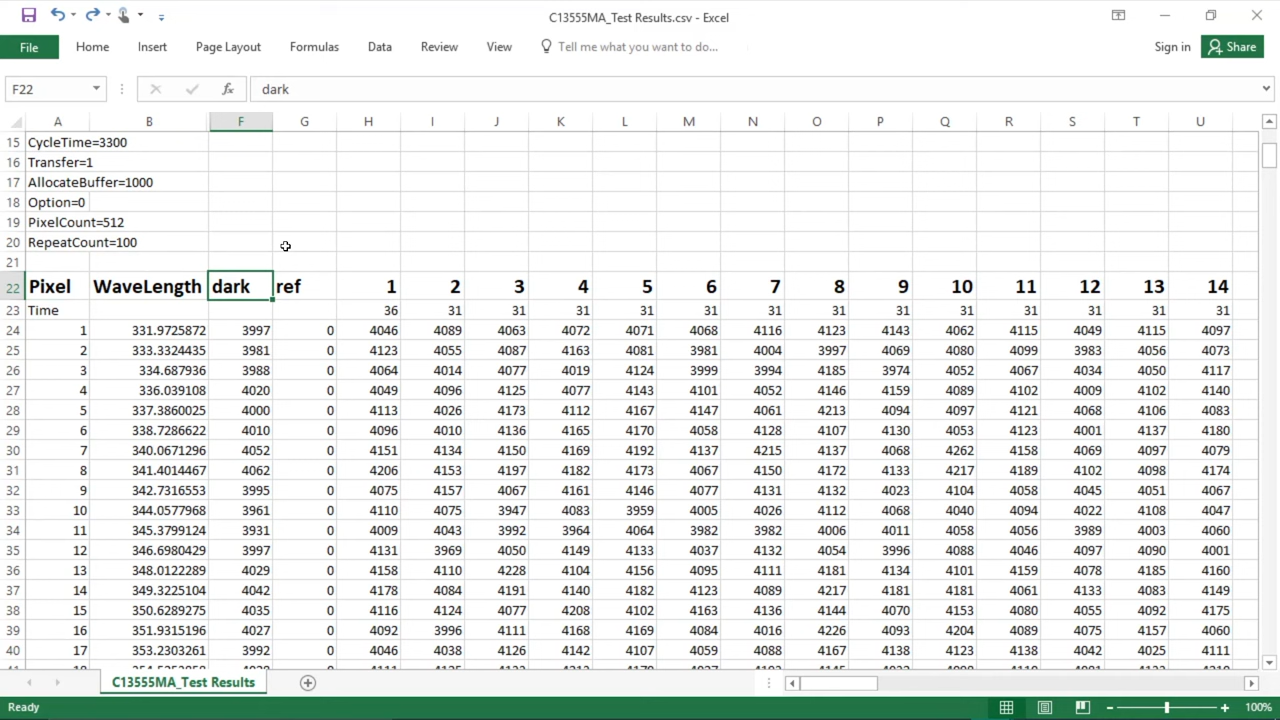 C13555MA_Test Results.csv - Excel
File Home Insert Page Layout Formulas Data Review View Tell me what you want to do... Sign in Share
F22 fx dark
A B F G H I J K L M N O P Q R S T U
15 CycleTime=3300
16 Transfer=1
17 AllocateBuffer=1000
18 Option=0
19 PixelCount=512
20 RepeatCount=100
21
22 Pixel WaveLength dark ref 1 2 3 4 5 6 7 8 9 10 11 12 13 14
23 Time 36 31 31 31 31 31 31 31 31 31 31 31 31 31
24 1 331.9725872 3997 0 4046 4089 4063 4072 4071 4068 4116 4123 4143 4062 4115 4049 4115 4097
25 2 333.3324435 3981 0 4123 4055 4087 4163 4081 3981 4004 3997 4069 4080 4099 3983 4056 4073
26 3 334.687936 3988 0 4064 4014 4077 4019 4124 3999 3994 4185 3974 4052 4067 4034 4050 4117
27 4 336.039108 4020 0 4049 4096 4125 4077 4143 4101 4052 4146 4159 4089 4102 4009 4102 4140
28 5 337.3860025 4000 0 4113 4026 4173 4112 4167 4147 4061 4213 4094 4097 4121 4068 4106 4083
29 6 338.7286622 4010 0 4096 4010 4136 4165 4170 4058 4128 4107 4130 4053 4123 4001 4137 4180
30 7 340.0671296 4052 0 4151 4134 4150 4169 4192 4137 4215 4137 4068 4262 4158 4069 4097 4079
31 8 341.4014467 4062 0 4206 4153 4197 4182 4173 4067 4150 4172 4133 4217 4189 4102 4098 4174
32 9 342.7316553 3995 0 4075 4157 4067 4161 4146 4077 4131 4132 4023 4104 4058 4045 4051 4067
33 10 344.0577968 3961 0 4110 4075 3947 4083 3959 4005 4026 4112 4068 4040 4094 4022 4108 4047
34 11 345.3799124 3931 0 4009 4043 3992 3964 4064 3982 3982 4006 4011 4058 4056 3989 4003 4060
35 12 346.6980429 3997 0 4131 3969 4050 4149 4133 4037 4132 4054 3996 4088 4046 4097 4090 4001
36 13 348.0122289 4029 0 4158 4110 4228 4104 4156 4095 4111 4181 4134 4101 4159 4078 4185 4160
37 14 349.3225104 4042 0 4178 4084 4191 4140 4182 4123 4089 4217 4181 4181 4061 4133 4083 4149
38 15 350.6289275 4035 0 4116 4124 4077 4208 4102 4163 4136 4144 4070 4153 4080 4055 4092 4175
39 16 351.9315196 4027 0 4092 3996 4111 4168 4169 4084 4016 4226 4093 4204 4089 4075 4157 4060
40 17 353.2303261 3992 0 4046 4038 4126 4142 4107 4059 4088 4167 4138 4123 4138 4042 4025 4111
C13555MA_Test Results
Ready 100%